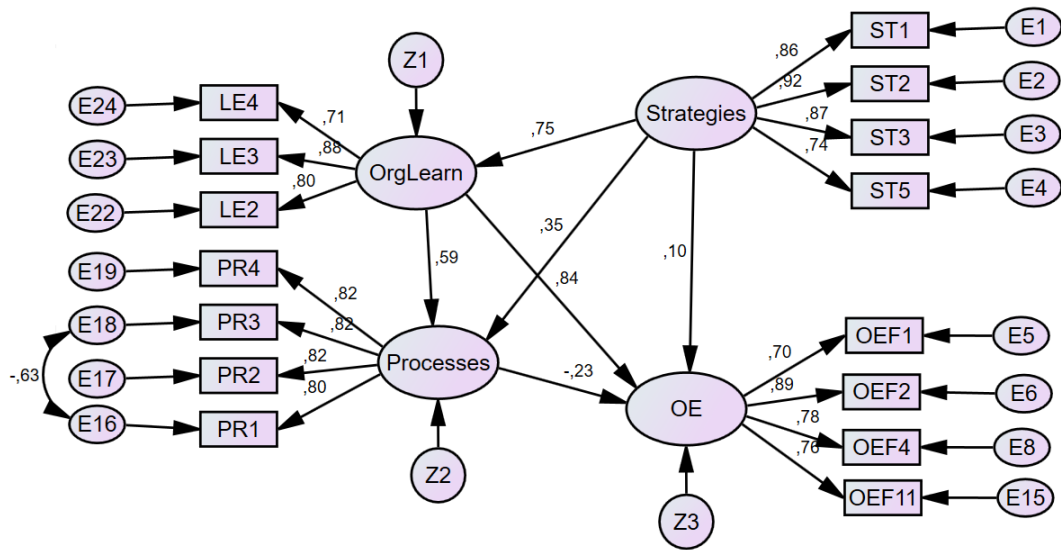 Z1
ST1
E1
,86
E24
LE4
,71
Strategies
,92
ST2
E2
,87
ST3
E3
E23
LE3
,88
OrgLearn
,75
,74
ST5
E4
E22
LE2
,80
,35
,59
,84
,10
E19
PR4
,82
E18
PR3
,82
-,63
E17
PR2
,82
Processes
E16
PR1
,80
-,23
OE
,70
OEF1
E5
,89
OEF2
E6
,78
OEF4
E8
,76
OEF11
E15
Z2
Z3